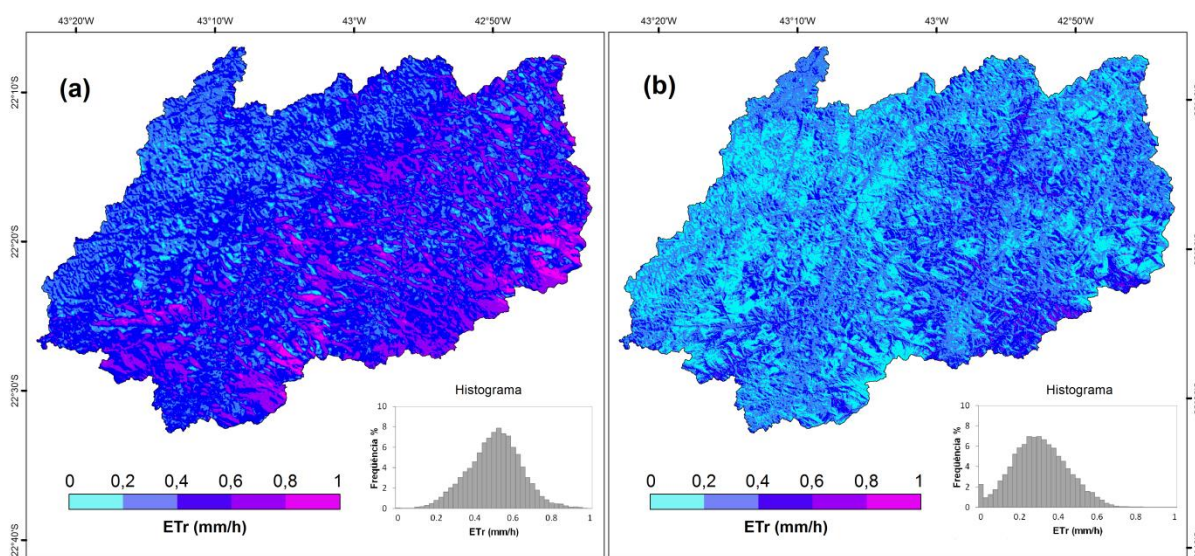 43°20'W 43°10'W 43°0'W 42°50'W
43°20'W 43°10'W 43°0'W 42°50'W
(a)
(b)
22°10'S
22°20'S
22°30'S
22°40'S
Histograma
10
8
6
4
2
0
Freqüência %
0 0.2 0.4 0.6 0.8 1
ETr (mm/h)
0 0,2 0,4 0,6 0,8 1
ETr (mm/h)
Histograma
10
8
6
4
2
0
Freqüência %
0 0.2 0.4 0.6 0.8 1
ETr (mm/h)
0 0,2 0,4 0,6 0,8 1
ETr (mm/h)